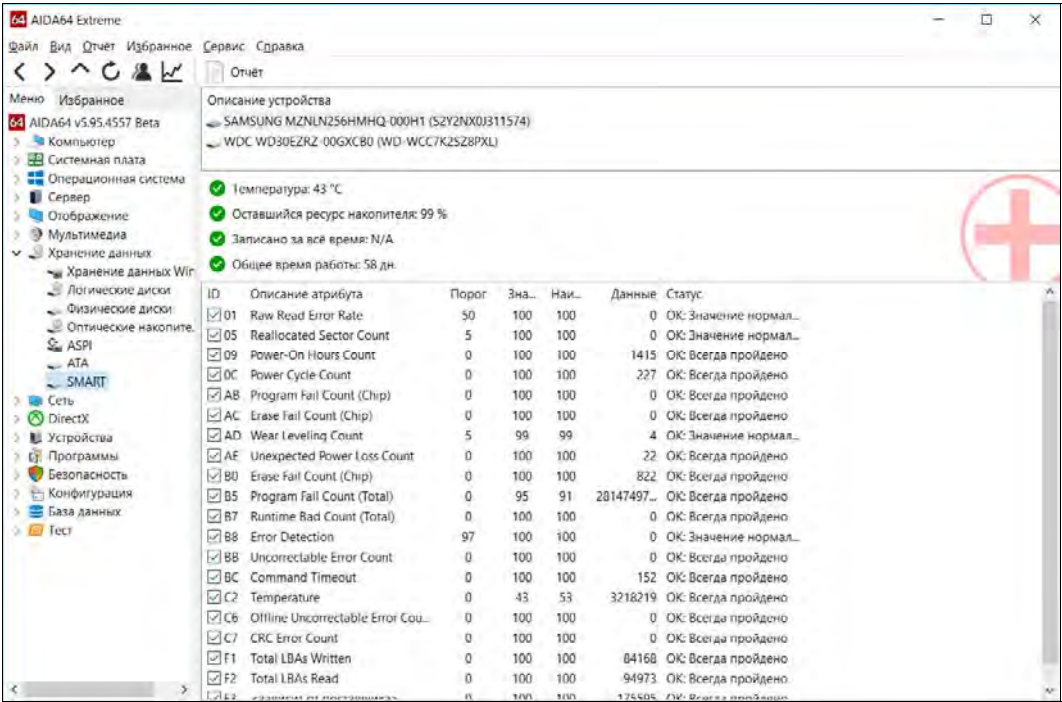 64 AIDA64 Extreme
Файл Вид Отчёт Избранное Сервис Справка
Отчёт
Меню Избранное
64 AIDA64 v5.95.4557 Beta
Компьютер
Системная плата
Операционная система
Сервер
Отображение
Мультимедиа
Хранение данных
Хранение данных Wir
Логические диски
Физические диски
Оптические накопите.
ASPI
ATA
SMART
Сеть
DirectX
Устройства
Программы
Безопасность
Конфигурация
База данных
Тест
Описание устройства
SAMSUNG MZNLN256HMHQ-000H1 (S2Y2NX0J311574)
WDC WD30EZRZ-00GXCB0 (WD-WCC7K2SZ8PXL)
Температура: 43 °C
Оставшийся ресурс накопителя: 99 %
Записано за всё время: N/A
Общее время работы: 58 дн.
ID Описание атрибута Порог Зна... Наи... Данные Статус
01 Raw Read Error Rate 50 100 100 0 OK: Значение нормал...
05 Reallocated Sector Count 5 100 100 0 OK: Значение нормал...
09 Power-On Hours Count 0 100 100 1415 OK: Всегда пройдено
0C Power Cycle Count 0 100 100 227 OK: Всегда пройдено
AB Program Fail Count (Chip) 0 100 100 0 OK: Всегда пройдено
AC Erase Fail Count (Chip) 0 100 100 0 OK: Всегда пройдено
AD Wear Leveling Count 5 99 99 4 OK: Значение нормал...
AE Unexpected Power Loss Count 0 100 100 22 OK: Всегда пройдено
B0 Erase Fail Count (Chip) 0 100 100 822 OK: Всегда пройдено
B5 Program Fail Count (Total) 0 95 91 28147497... OK: Всегда пройдено
B7 Runtime Bad Count (Total) 0 100 100 0 OK: Всегда пройдено
B8 Error Detection 97 100 100 0 OK: Значение нормал...
BB Uncorrectable Error Count 0 100 100 0 OK: Всегда пройдено
BC Command Timeout 0 100 100 152 OK: Всегда пройдено
C2 Temperature 0 43 53 3218219 OK: Всегда пройдено
C6 Offline Uncorrectable Error Cou... 0 100 100 0 OK: Всегда пройдено
C7 CRC Error Count 0 100 100 0 OK: Всегда пройдено
F1 Total LBAs Written 0 100 100 84168 OK: Всегда пройдено
F2 Total LBAs Read 0 100 100 94973 OK: Всегда пройдено
0 100 100 175595 OK: Всегда пройдено